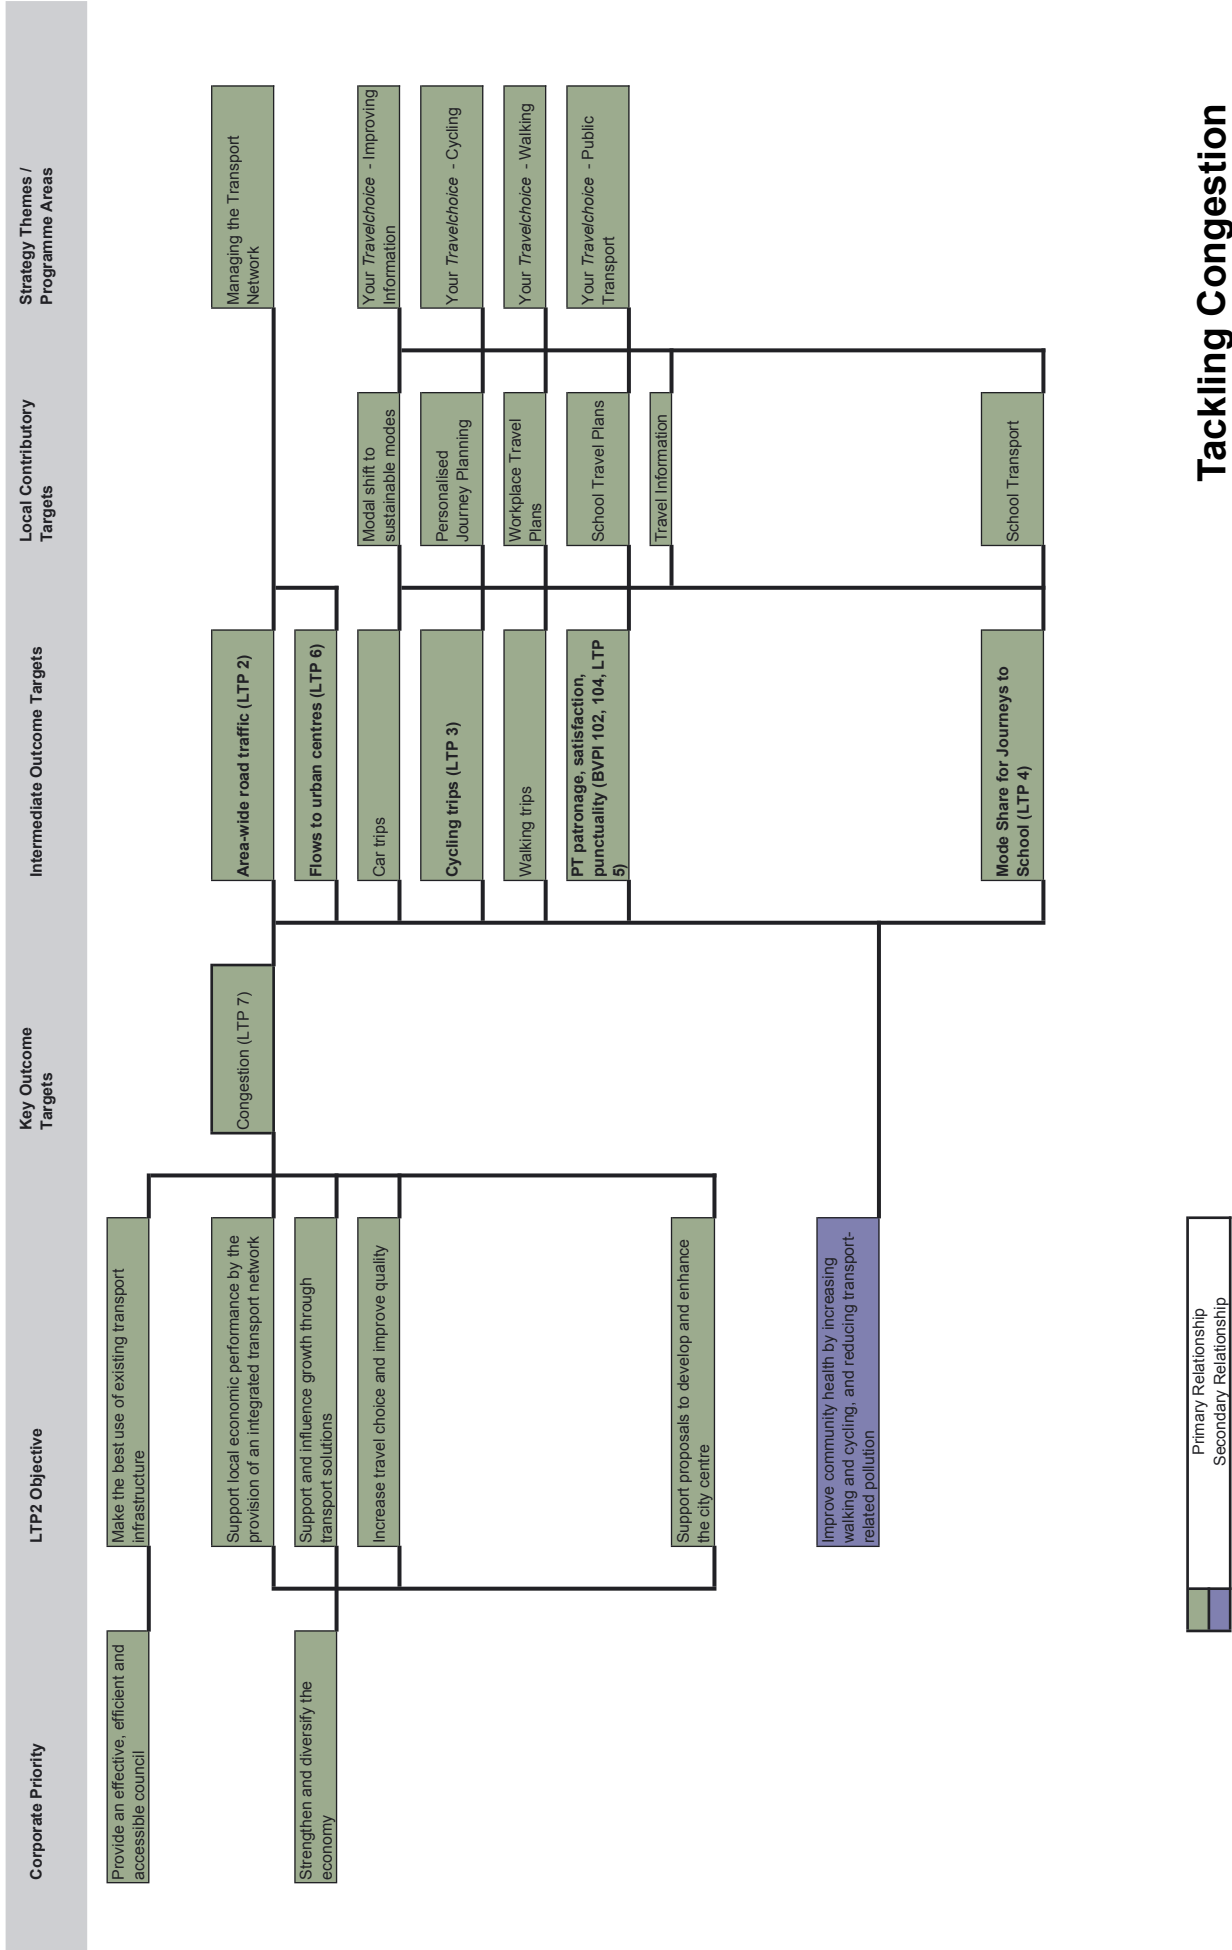 Corporate Priority
LTP2 Objective
Key Outcome
Targets
Intermediate Outcome Targets
Local Contributory
Targets
Strategy Themes /
Programme Areas
Provide an effective, efficient and
accessible council
Strengthen and diversify the
economy
Make the best use of existing transport
infrastructure
Support local economic performance by the
provision of an integrated transport network
Support and influence growth through
transport solutions
Increase travel choice and improve quality
Support proposals to develop and enhance
the city centre
Improve community health by increasing
walking and cycling, and reducing transport-
related pollution
Congestion (LTP 7)
Area-wide road traffic (LTP 2)
Flows to urban centres (LTP 6)
Car trips
Cycling trips (LTP 3)
Walking trips
PT patronage, satisfaction,
punctuality (BVPI 102, 104, LTP
5)
Mode Share for Journeys to
School (LTP 4)
Modal shift to
sustainable modes
Personalised
Journey Planning
Workplace Travel
Plans
School Travel Plans
Travel Information
School Transport
Managing the Transport
Network
Your Travelchoice - Improving
Information
Your Travelchoice - Cycling
Your Travelchoice - Walking
Your Travelchoice - Public
Transport
Primary Relationship
Secondary Relationship
Tackling Congestion